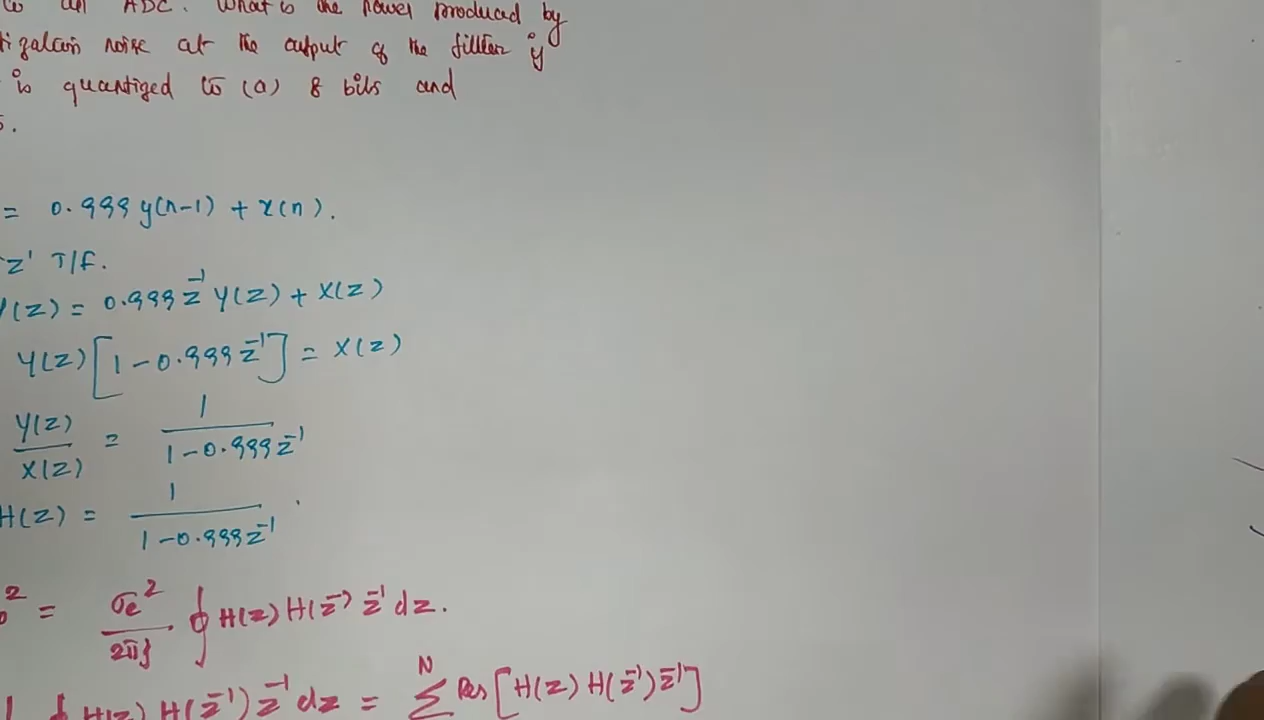 to an ADC. What is the power produced by
tization noise at the output of the filter if
is quantized to (a) 8 bits and
s.
= 0.999 y(n-1) + x(n).
'z' T/F.
Y(z) = 0.999 z⁻¹ Y(z) + X(z)
Y(z) [1 - 0.999 z⁻¹] = X(z)
Y(z)/X(z) = 1/(1 - 0.999 z⁻¹)
H(z) = 1/(1 - 0.999 z⁻¹)
² = σe²/2πj ∮ H(z) H(z⁻¹) z⁻¹ dz.
∮ H(z) H(z⁻¹) z⁻¹ dz = N Σ Res [H(z) H(z⁻¹) z⁻¹]